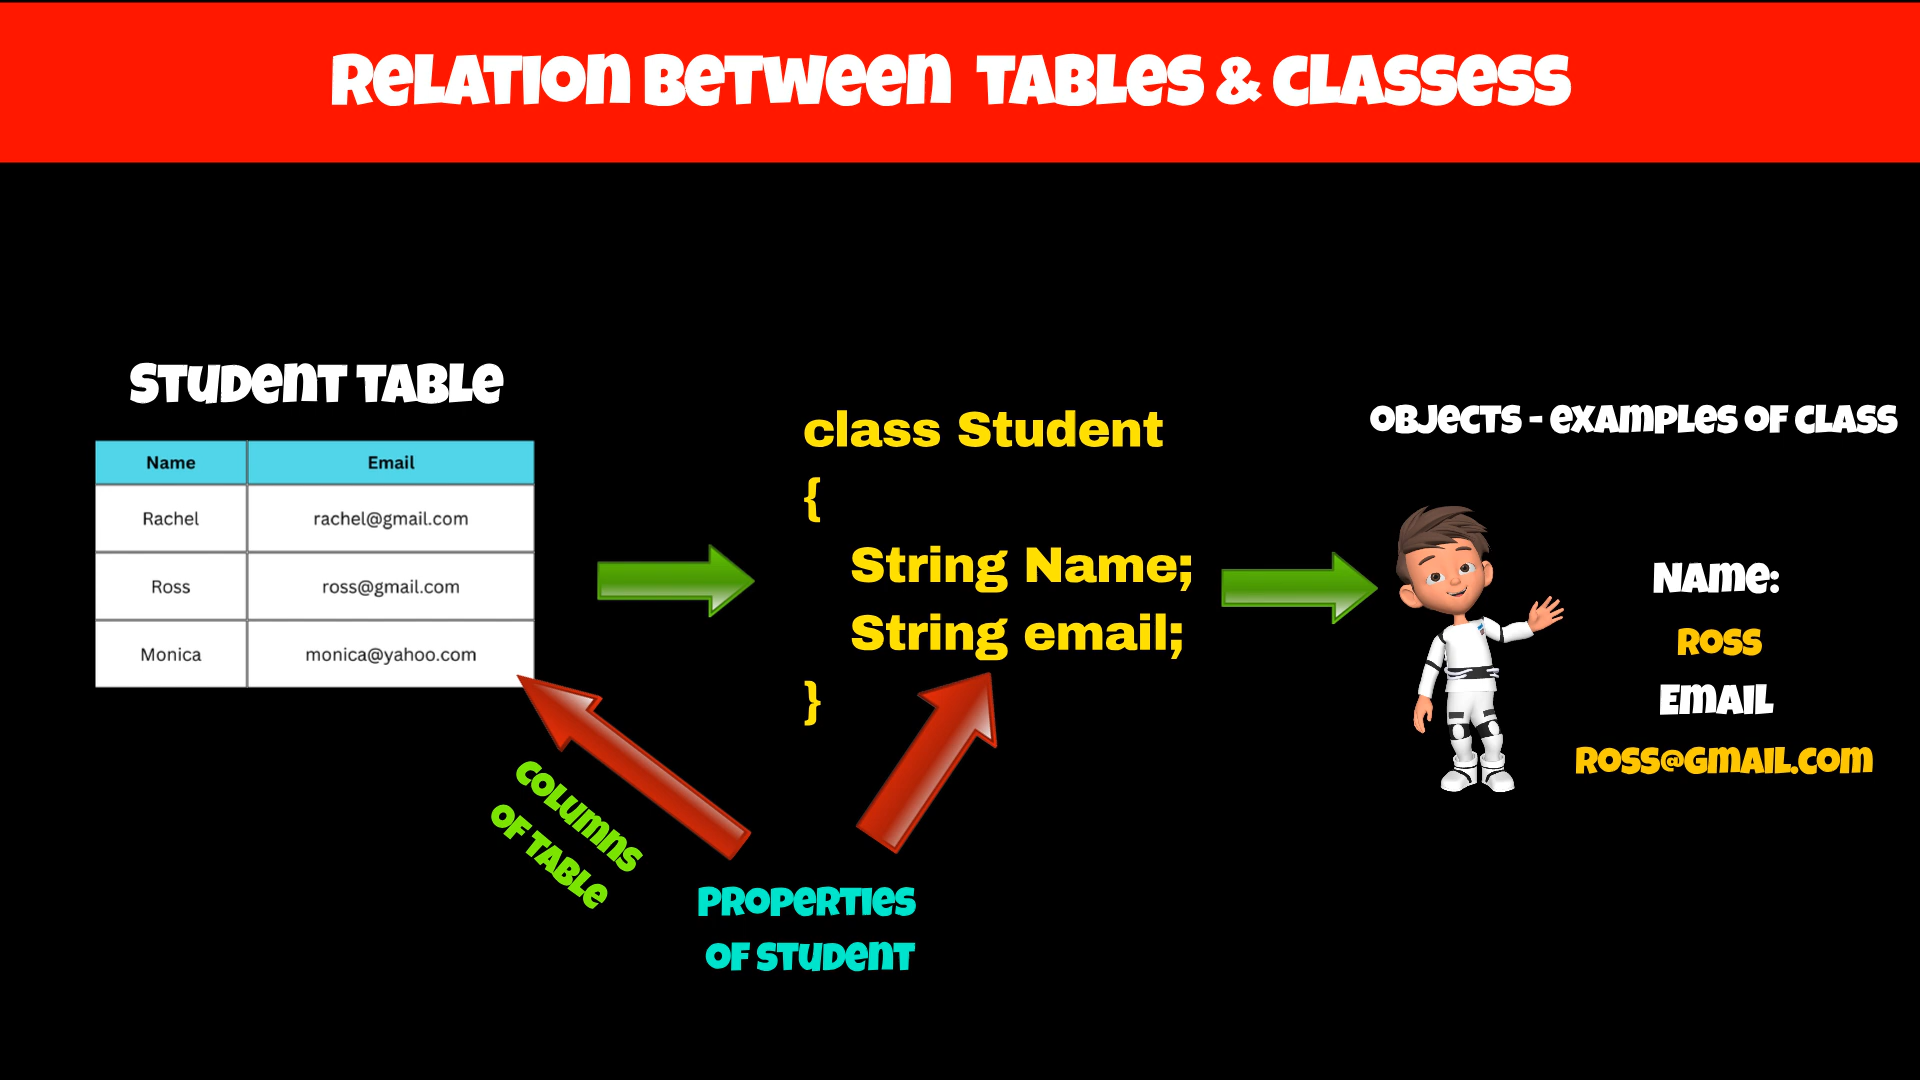 RELATION BETWEEN TABLES & CLASSESS
STUDENT TABLE
Name Email
Rachel rachel@gmail.com
Ross ross@gmail.com
Monica monica@yahoo.com
class Student
{
String Name;
String email;
}
OBJECTS - EXAMPLES OF CLASS
NAME:
ROSS
EMAIL
ROSS@GMAIL.COM
COLUMNS
OF TABLE
PROPERTIES
OF STUDENT